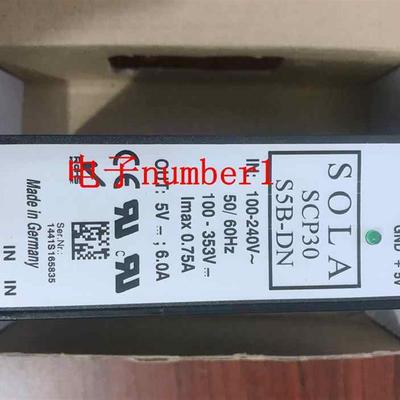 SOLA
SCP30
S5B-DN
IN: 100-240V~
50/ 60Hz
100 - 353V⎓
Imax 0.75A
OUT: 5V⎓ ; 6.0A
Ser.Nr.:
1441S165835
Made in Germany
GND + 5V
IN IN
电子number1